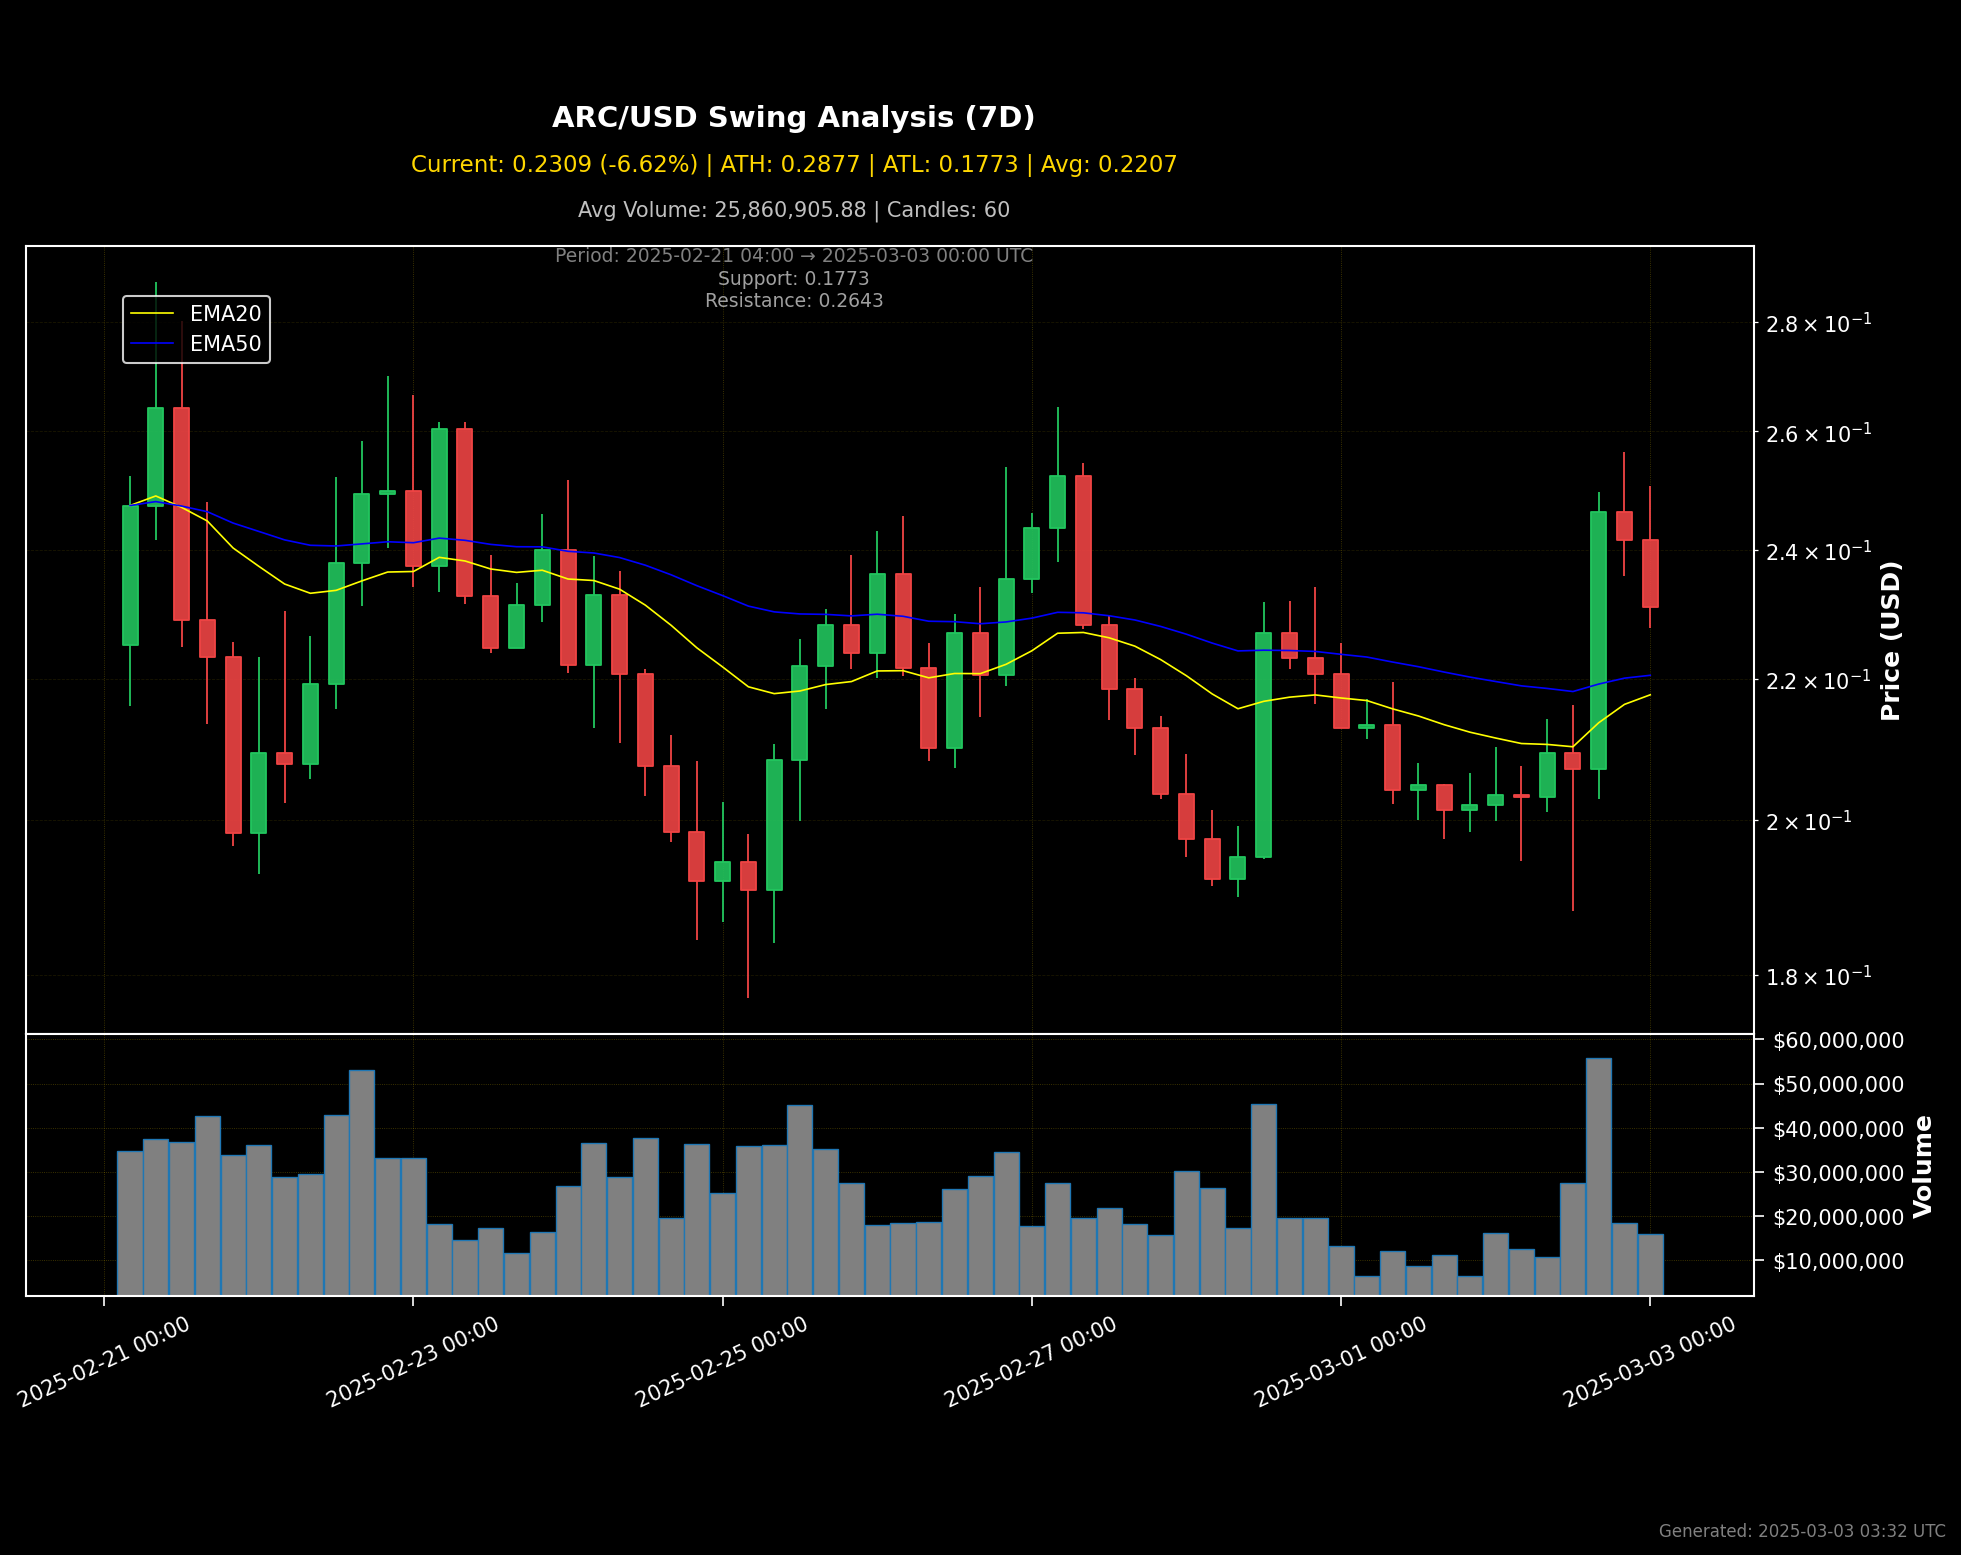 ARC/USD Swing Analysis (7D)
Current: 0.2309 (-6.62%) | ATH: 0.2877 | ATL: 0.1773 | Avg: 0.2207
Avg Volume: 25,860,905.88 | Candles: 60
Period: 2025-02-21 04:00 → 2025-03-03 00:00 UTC
Support: 0.1773
Resistance: 0.2643
EMA20
EMA50
2.8 × 10⁻¹
2.6 × 10⁻¹
2.4 × 10⁻¹
2.2 × 10⁻¹
2 × 10⁻¹
1.8 × 10⁻¹
Price (USD)
$60,000,000
$50,000,000
$40,000,000
$30,000,000
$20,000,000
$10,000,000
Volume
2025-02-21 00:00
2025-02-23 00:00
2025-02-25 00:00
2025-02-27 00:00
2025-03-01 00:00
2025-03-03 00:00
Generated: 2025-03-03 03:32 UTC